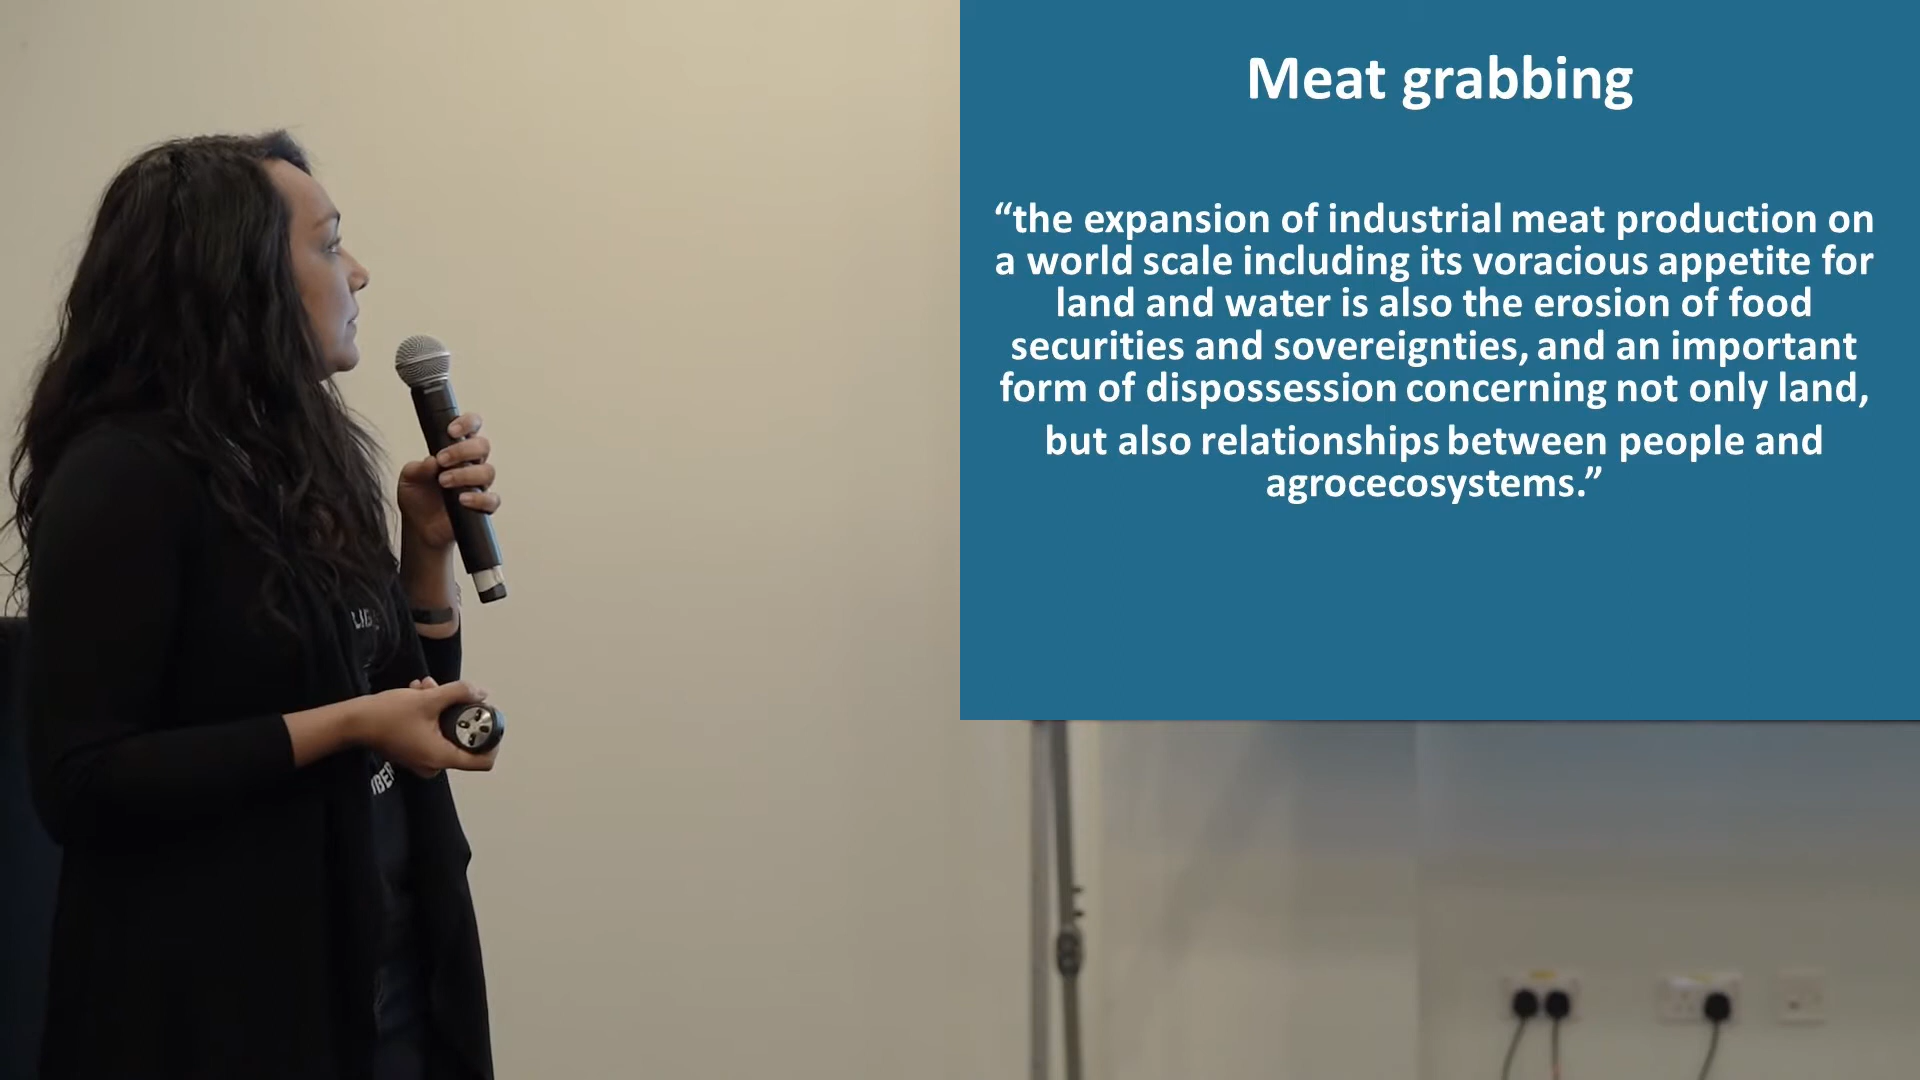 Meat grabbing
“the expansion of industrial meat production on
a world scale including its voracious appetite for
land and water is also the erosion of food
securities and sovereignties, and an important
form of dispossession concerning not only land,
but also relationships between people and
agrocecosystems.”